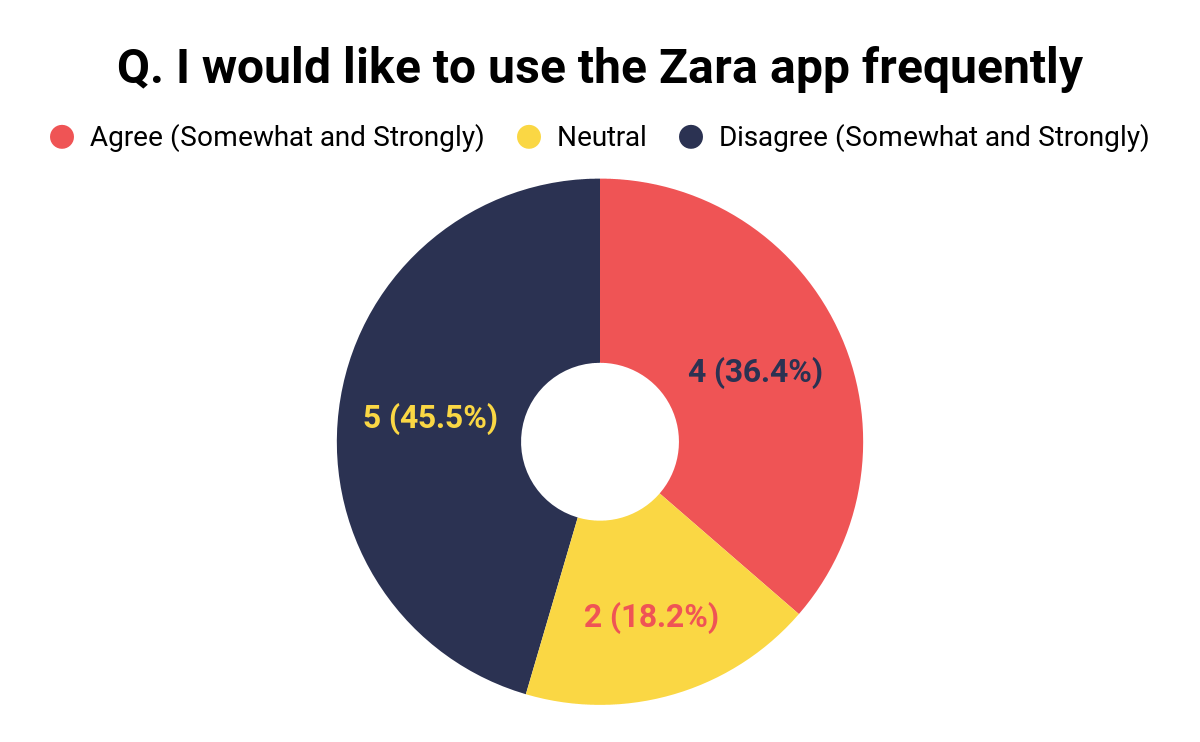 Q. I would like to use the Zara app frequently
Agree (Somewhat and Strongly) Neutral Disagree (Somewhat and Strongly)
4 (36.4%)
5 (45.5%)
2 (18.2%)